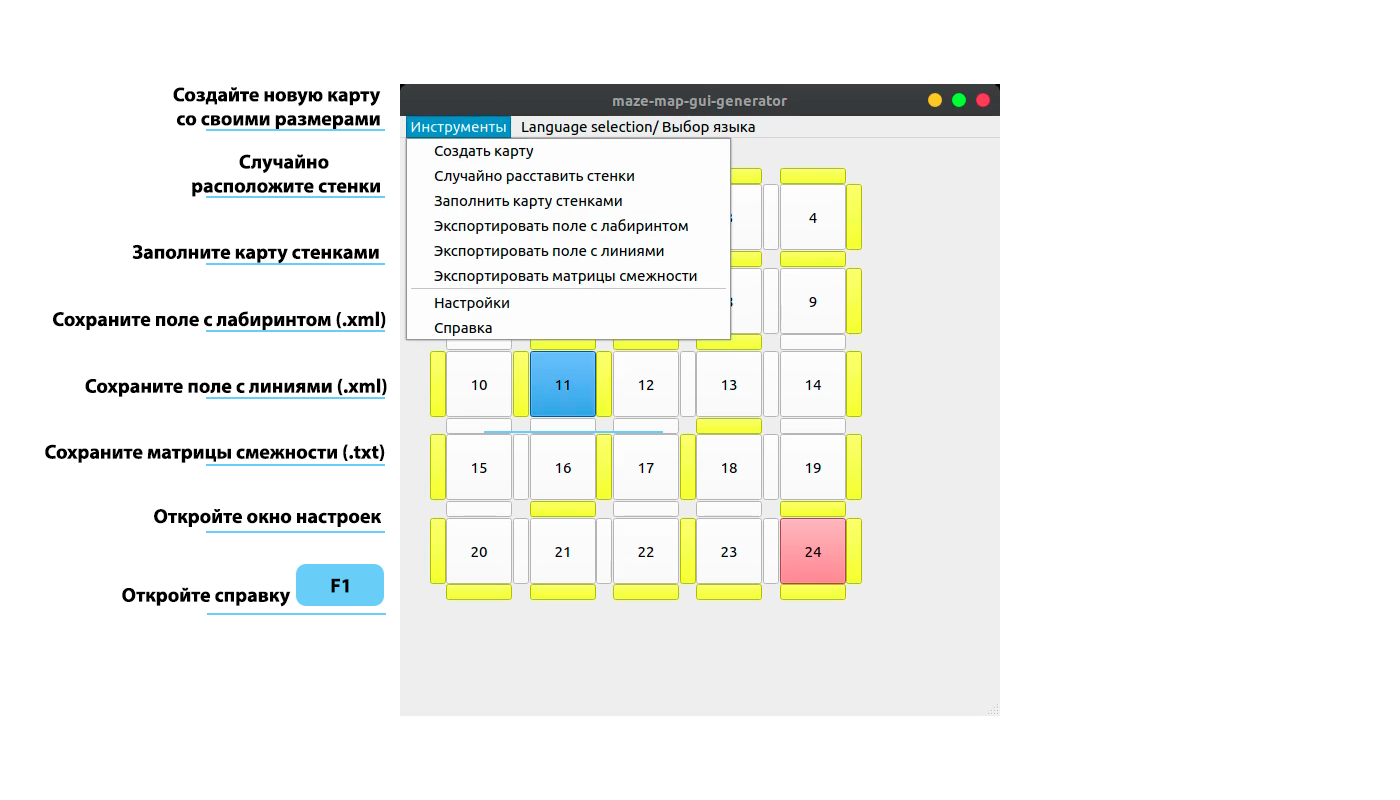 Создайте новую карту
со своими размерами
Случайно
расположите стенки
Заполните карту стенками
Сохраните поле с лабиринтом (.xml)
Сохраните поле с линиями (.xml)
Сохраните матрицы смежности (.txt)
Откройте окно настроек
Откройте справку F1
maze-map-gui-generator
Инструменты Language selection/ Выбор языка
Создать карту
Случайно расставить стенки
Заполнить карту стенками
Экспортировать поле с лабиринтом
Экспортировать поле с линиями
Экспортировать матрицы смежности
Настройки
Справка
4
9
10 11 12 13 14
15 16 17 18 19
20 21 22 23 24